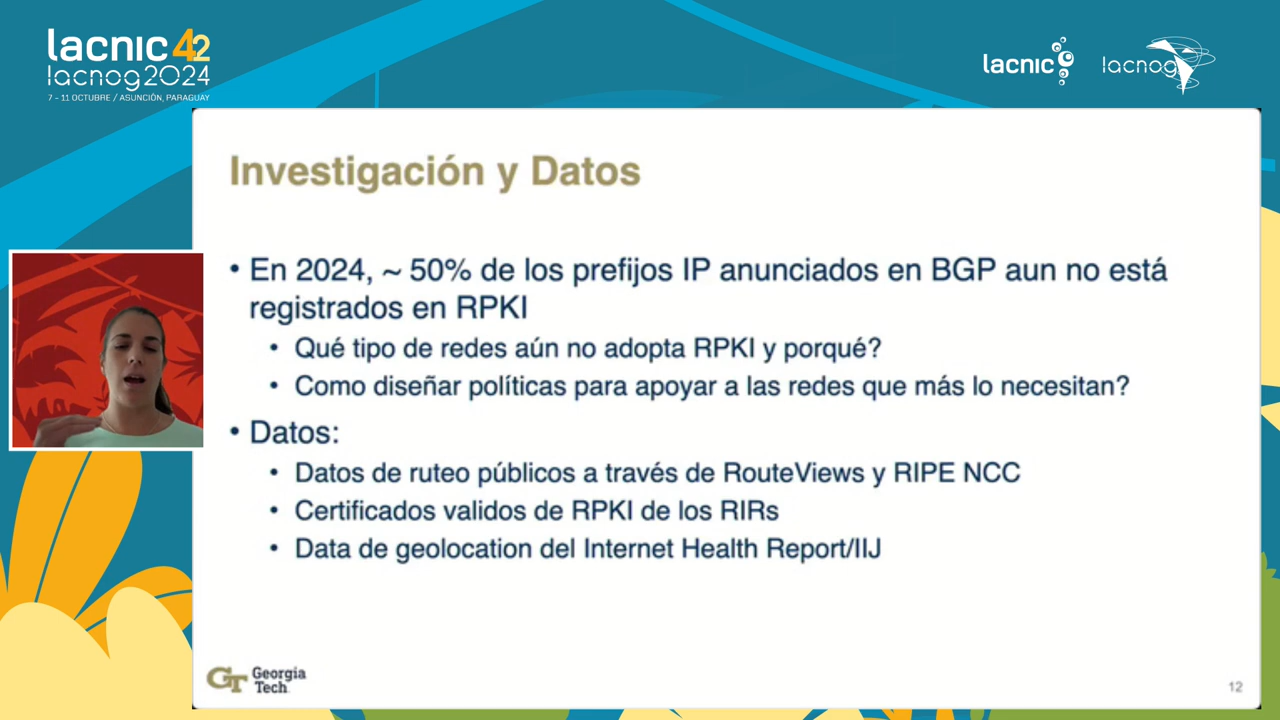 lacnic 42
lacnog 2024
7 - 11 OCTUBRE / ASUNCIÓN, PARAGUAY
lacnic
lacnog
Investigación y Datos
• En 2024, ~ 50% de los prefijos IP anunciados en BGP aun no está
registrados en RPKI
• Qué tipo de redes aún no adopta RPKI y porqué?
• Como diseñar políticas para apoyar a las redes que más lo necesitan?
• Datos:
• Datos de ruteo públicos a través de RouteViews y RIPE NCC
• Certificados validos de RPKI de los RIRs
• Data de geolocation del Internet Health Report/IIJ
GT Georgia
Tech
12